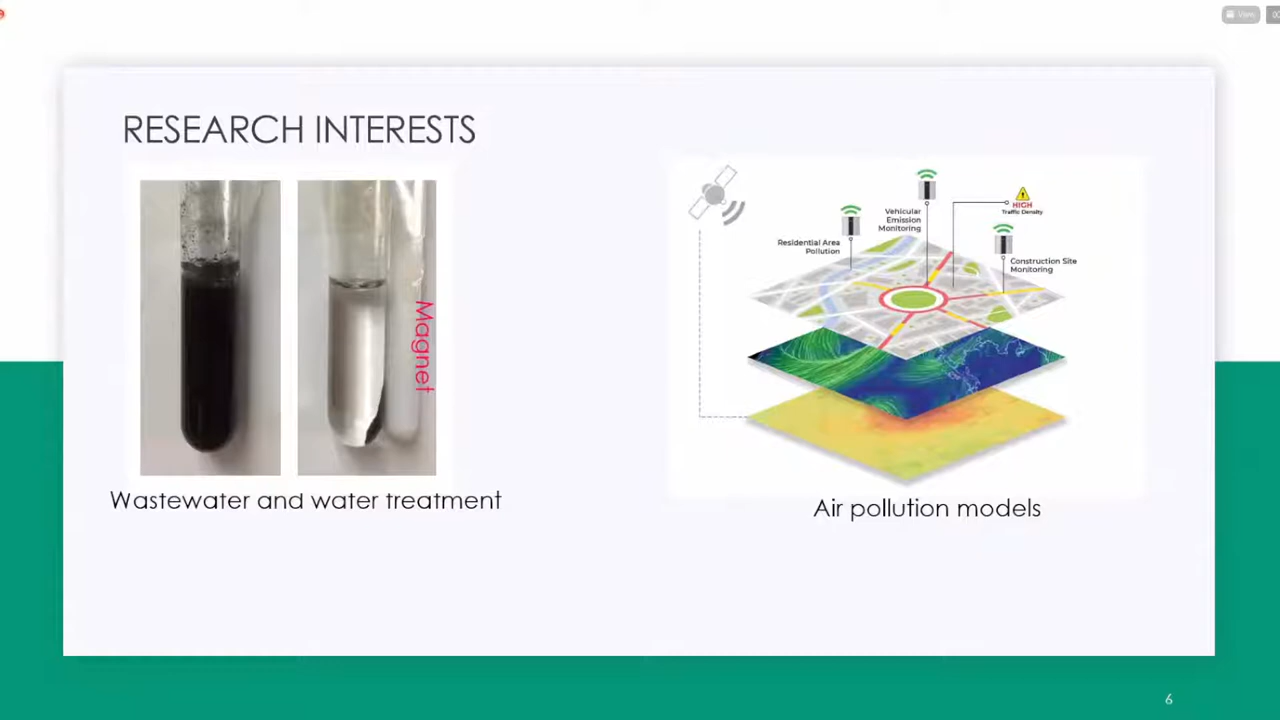 View
RESEARCH INTERESTS
Magnet
Wastewater and water treatment
Vehicular
Emission
Monitoring
HIGH
Traffic Density
Residential Area
Pollution
Construction Site
Monitoring
Air pollution models
6